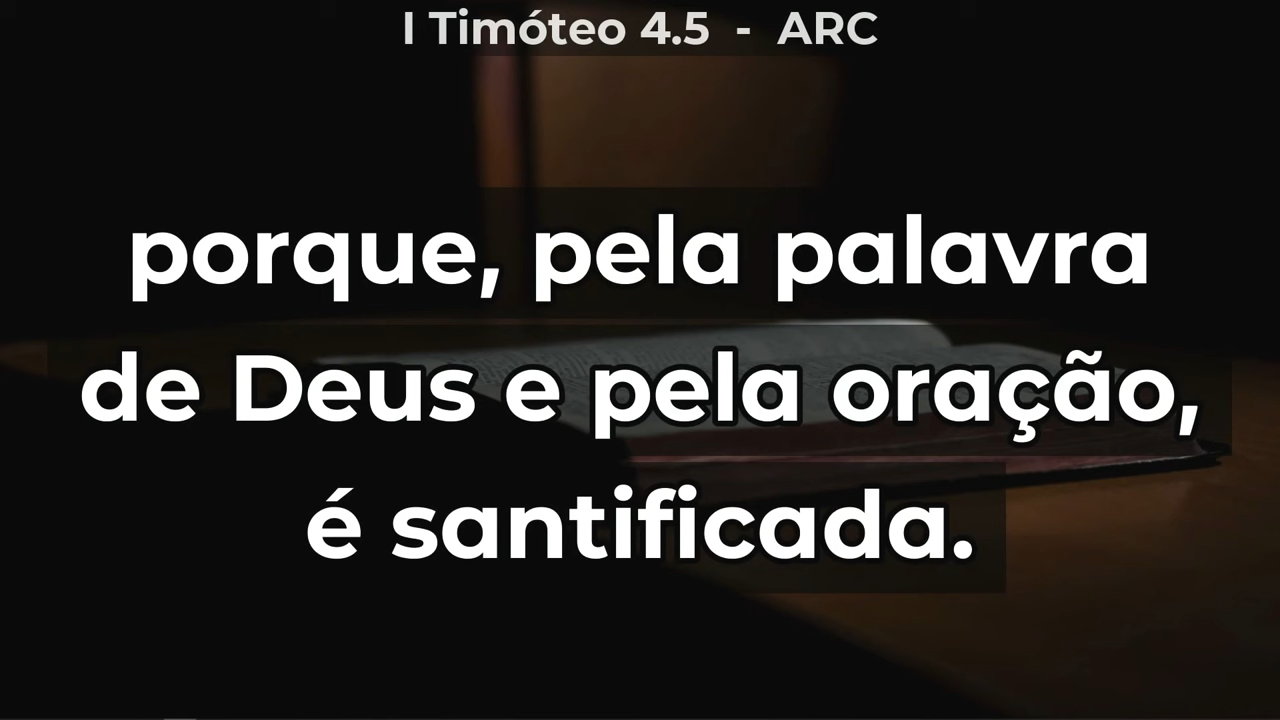 I Timóteo 4.5 - ARC
porque, pela palavra
de Deus e pela oração,
é santificada.